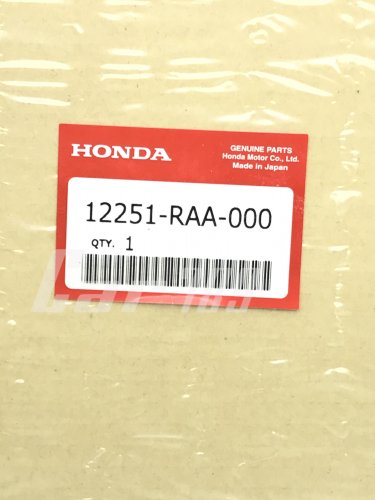 HONDA
GENUINE PARTS
Honda Motor Co., Ltd.
Made in Japan
12251-RAA-000
QTY. 1